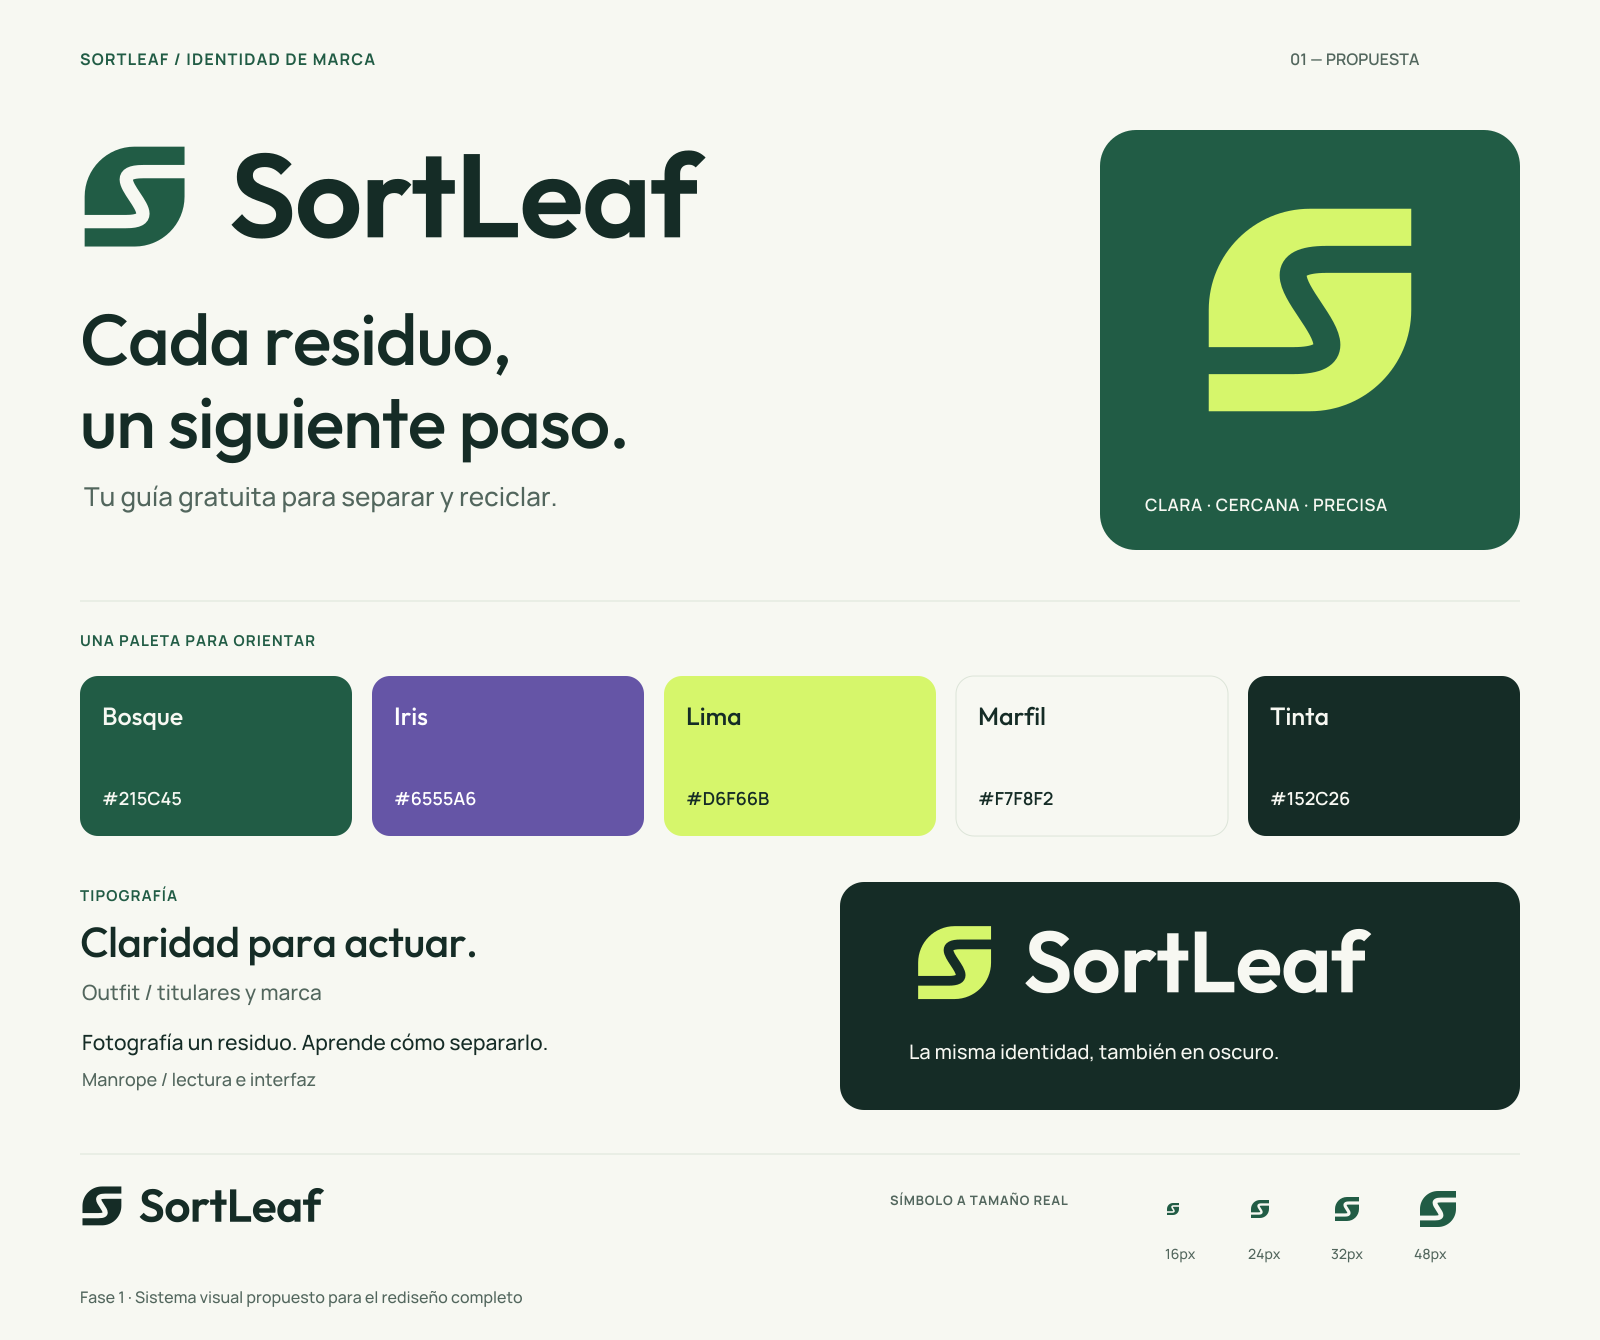 SORTLEAF / IDENTIDAD DE MARCA
01 — PROPUESTA
SortLeaf
Cada residuo,
un siguiente paso.
Tu guía gratuita para separar y reciclar.
CLARA · CERCANA · PRECISA
UNA PALETA PARA ORIENTAR
Bosque
#215C45
Iris
#6555A6
Lima
#D6F66B
Marfil
#F7F8F2
Tinta
#152C26
TIPOGRAFÍA
Claridad para actuar.
Outfit / titulares y marca
Fotografía un residuo. Aprende cómo separarlo.
Manrope / lectura e interfaz
SortLeaf
La misma identidad, también en oscuro.
SortLeaf
SÍMBOLO A TAMAÑO REAL
16px
24px
32px
48px
Fase 1 · Sistema visual propuesto para el rediseño completo